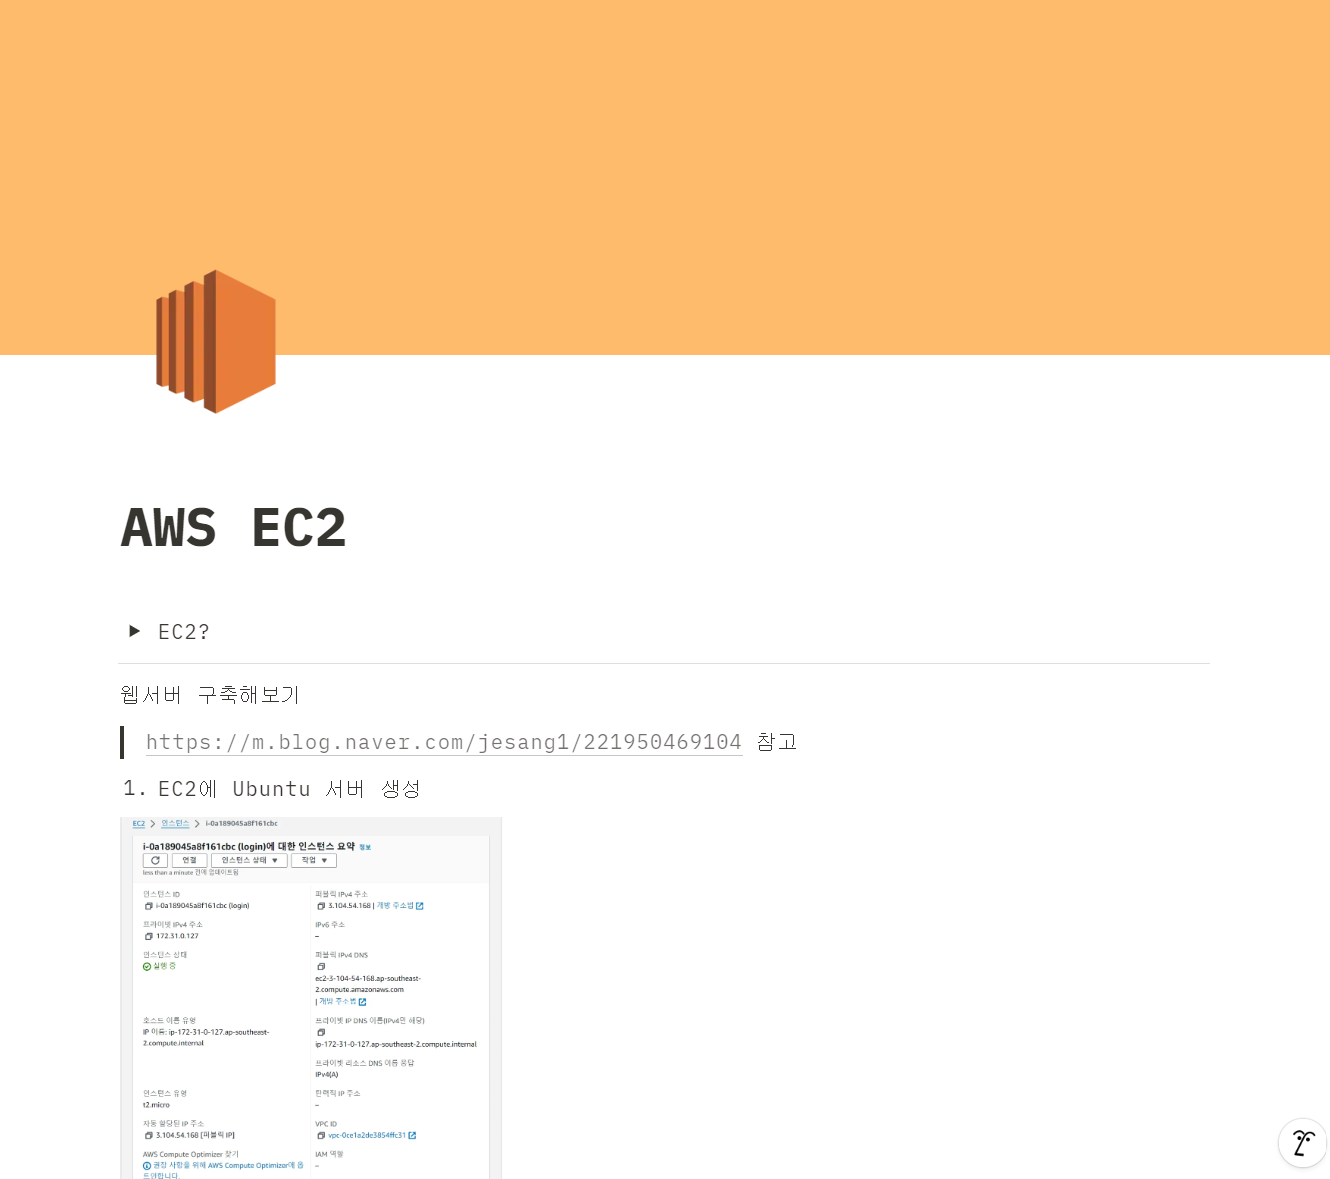 AWS EC2
EC2?
웹서버 구축해보기
https://m.blog.naver.com/jesang1/221950469104 참고
1. EC2에 Ubuntu 서버 생성
EC2 > 인스턴스 > i-0a189045a8f161cbc
i-0a189045a8f161cbc (login)에 대한 인스턴스 요약 정보
연결 인스턴스 상태 ▼ 작업 ▼
less than a minute 전에 업데이트됨
인스턴스 ID
i-0a189045a8f161cbc (login)
퍼블릭 IPv4 주소
3.104.54.168 | 개방 주소법
프라이빗 IPv4 주소
172.31.0.127
IPv6 주소
–
인스턴스 상태
실행 중
퍼블릭 IPv4 DNS
ec2-3-104-54-168.ap-southeast-
2.compute.amazonaws.com
| 개방 주소법
호스트 이름 유형
IP 이름: ip-172-31-0-127.ap-southeast-
2.compute.internal
프라이빗 IP DNS 이름(IPv4만 해당)
ip-172-31-0-127.ap-southeast-2.compute.internal
프라이빗 리소스 DNS 이름 응답
IPv4(A)
인스턴스 유형
t2.micro
탄력적 IP 주소
–
자동 할당된 IP 주소
3.104.54.168 [퍼블릭 IP]
VPC ID
vpc-0ce1a2de3854ffc31
AWS Compute Optimizer 찾기
권장 사항을 위해 AWS Compute Optimizer에 옵
트인합니다.
IAM 역할
–